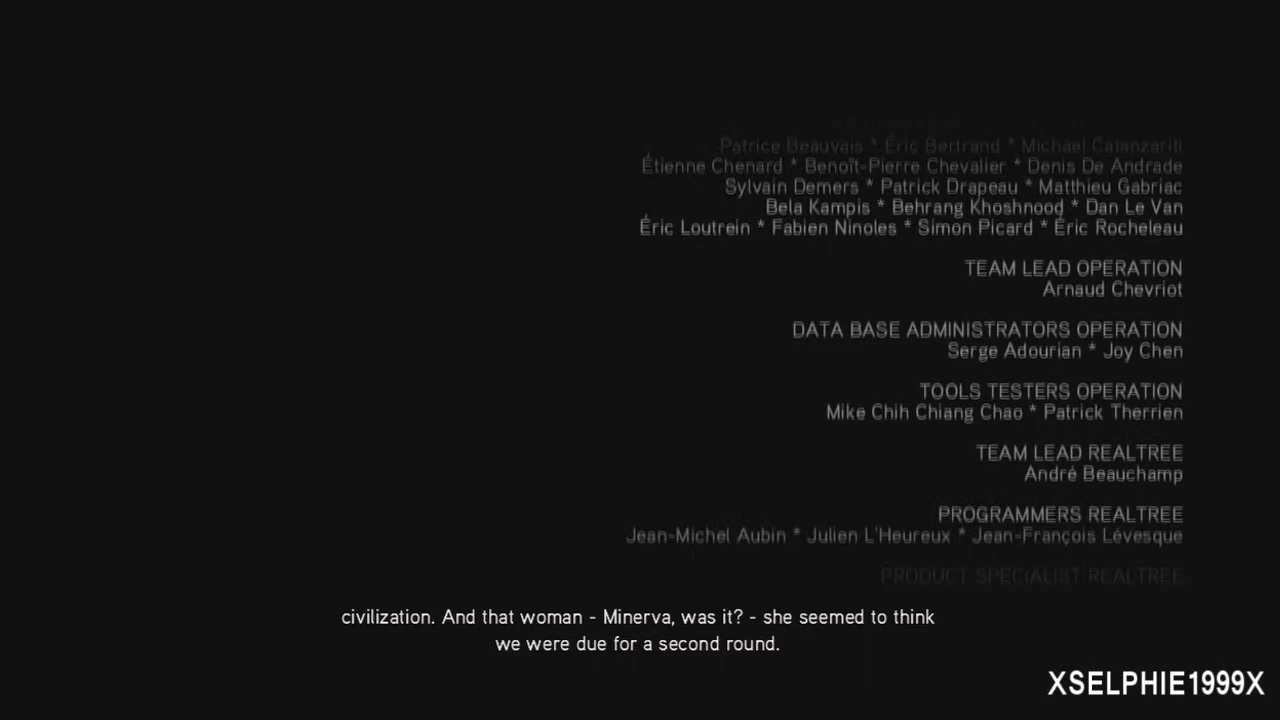 Patrice Beauvais * Éric Bertrand * Michael Catanzariti
Étienne Chénard * Benoît-Pierre Chevalier * Denis De Andrade
Sylvain Demers * Patrick Drapeau * Matthieu Gabriac
Bela Kampis * Behrang Khoshnood * Dan Le Van
Éric Loutrein * Fabien Ninoles * Simon Picard * Éric Rocheleau
TEAM LEAD OPERATION
Arnaud Chevriot
DATA BASE ADMINISTRATORS OPERATION
Serge Adourian * Joy Chen
TOOLS TESTERS OPERATION
Mike Chih Chiang Chao * Patrick Therrien
TEAM LEAD REALTREE
André Beauchamp
PROGRAMMERS REALTREE
Jean-Michel Aubin * Julien L'Heureux * Jean-François Lévesque
PRODUCT SPECIALIST REALTREE
civilization. And that woman - Minerva, was it? - she seemed to think
we were due for a second round.
XSELPHIE1999X